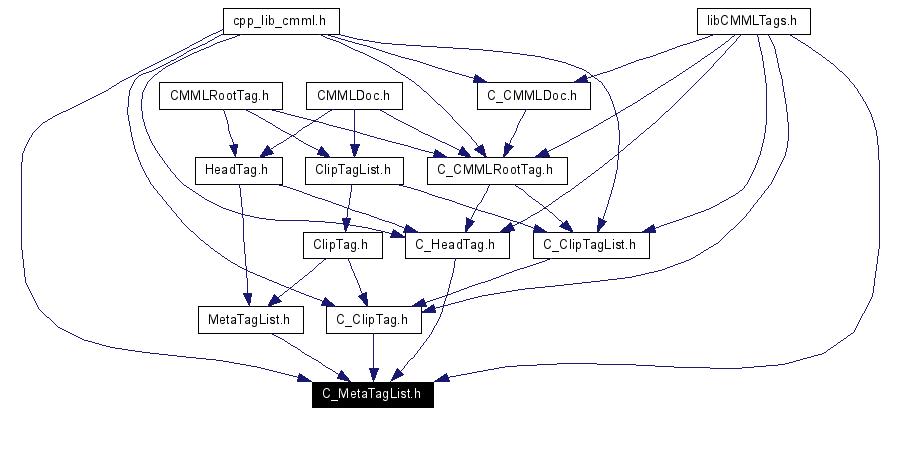 cpp_lib_cmml.h
libCMMLTags.h
CMMLRootTag.h
CMMLDoc.h
C_CMMLDoc.h
HeadTag.h
ClipTagList.h
C_CMMLRootTag.h
ClipTag.h
C_HeadTag.h
C_ClipTagList.h
MetaTagList.h
C_ClipTag.h
C_MetaTagList.h